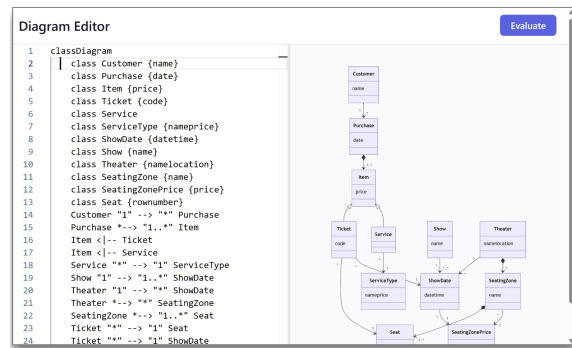 Diagram Editor
Evaluate
1 classDiagram
2 class Customer {name}
3 class Purchase {date}
4 class Item {price}
5 class Ticket {code}
6 class Service
7 class ServiceType {nameprice}
8 class ShowDate {datetime}
9 class Show {name}
10 class Theater {namelocation}
11 class SeatingZone {name}
12 class SeatingZonePrice {price}
13 class Seat {rownumber}
14 Customer "1" --> "*" Purchase
15 Purchase *--> "1..*" Item
16 Item <|-- Ticket
17 Item <|-- Service
18 Service "*" --> "1" ServiceType
19 Show "1" --> "1..*" ShowDate
20 Theater "1" --> "*" ShowDate
21 Theater *--> "*" SeatingZone
22 SeatingZone *--> "1..*" Seat
23 Ticket "*" --> "1" Seat
24 Ticket "*" --> "1" ShowDate
Customer
name
Purchase
date
Item
price
Ticket
code
Service
Show
name
Theater
namelocation
ServiceType
nameprice
ShowDate
datetime
SeatingZone
name
Seat
SeatingZonePrice